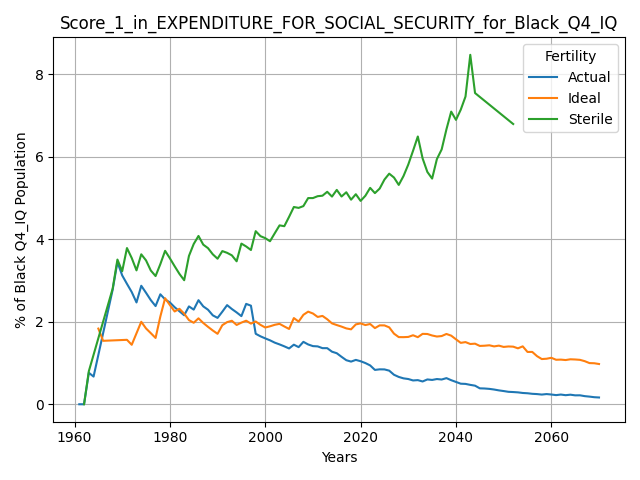 Score_1_in_EXPENDITURE_FOR_SOCIAL_SECURITY_for_Black_Q4_IQ
Fertility
Actual
Ideal
Sterile
% of Black Q4_IQ Population
8
6
4
2
0
1960 1980 2000 2020 2040 2060
Years